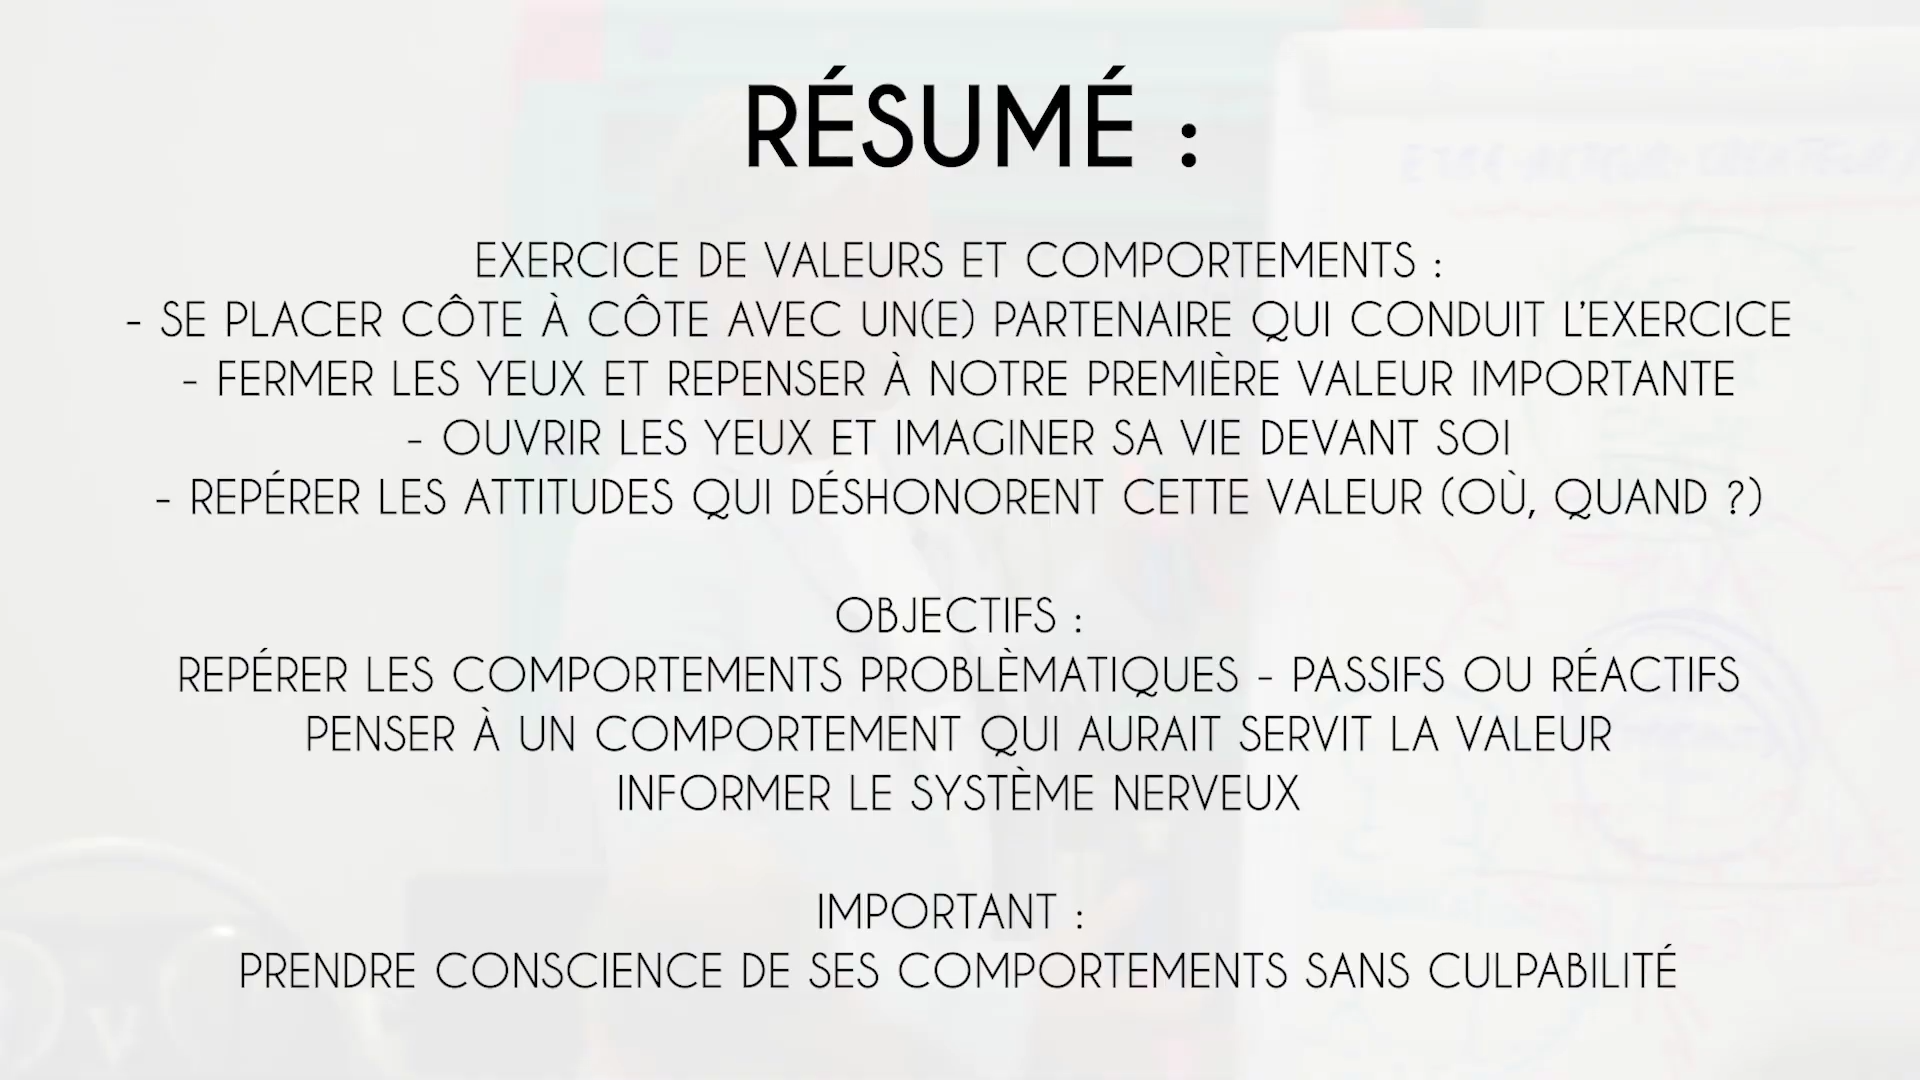 RÉSUMÉ :
EXERCICE DE VALEURS ET COMPORTEMENTS :
- SE PLACER CÔTE À CÔTE AVEC UN(E) PARTENAIRE QUI CONDUIT L'EXERCICE
- FERMER LES YEUX ET REPENSER À NOTRE PREMIÈRE VALEUR IMPORTANTE
- OUVRIR LES YEUX ET IMAGINER SA VIE DEVANT SOI
- REPÉRER LES ATTITUDES QUI DÉSHONORENT CETTE VALEUR (OÙ, QUAND ?)
OBJECTIFS :
REPÉRER LES COMPORTEMENTS PROBLÈMATIQUES - PASSIFS OU RÉACTIFS
PENSER À UN COMPORTEMENT QUI AURAIT SERVIT LA VALEUR
INFORMER LE SYSTÈME NERVEUX
IMPORTANT :
PRENDRE CONSCIENCE DE SES COMPORTEMENTS SANS CULPABILITÉ